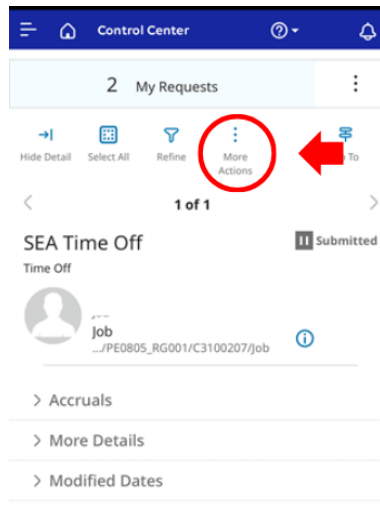 Control Center
2 My Requests
Hide Detail Select All Refine More Actions To
1 of 1
SEA Time Off Submitted
Time Off
Job
.../PE0805_RG001/C3100207/Job
Accruals
More Details
Modified Dates